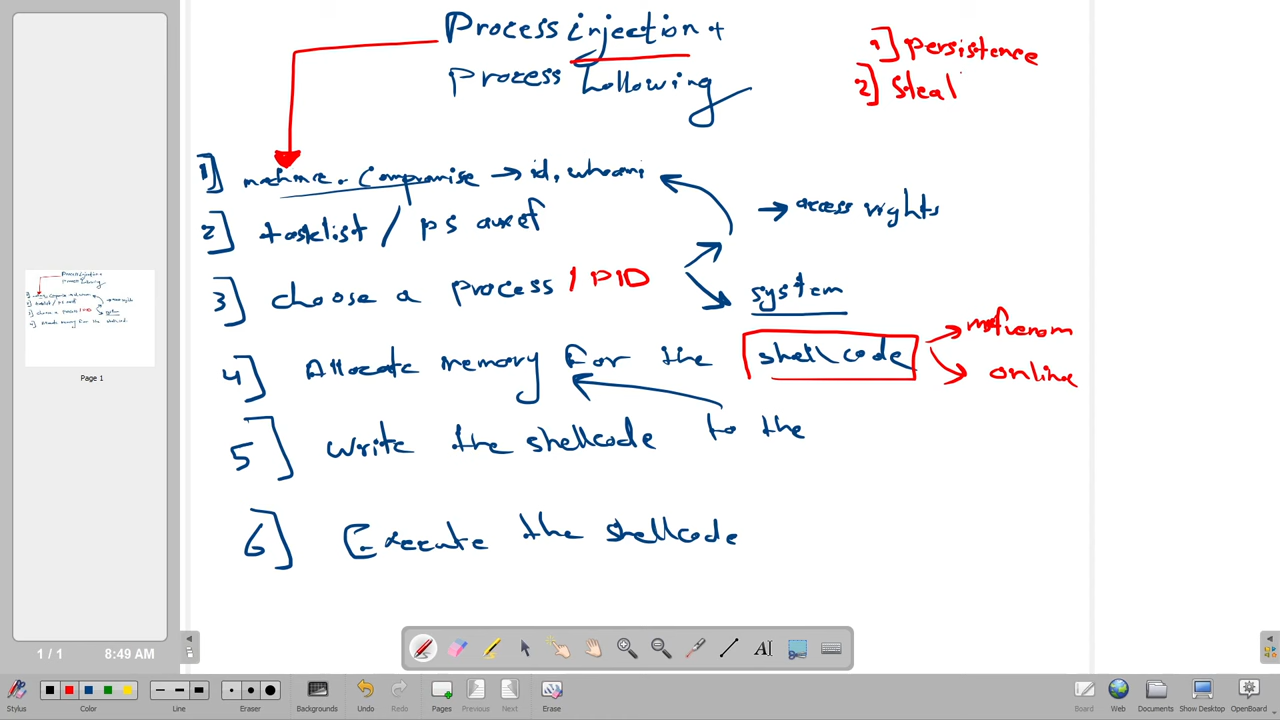 Process injection +
process Hollowing
1] Persistence
2] Steal
1] machine. Compromise → id, whoami
→ access rights
2] tasklist / ps auxef
3] choose a process / PID
system
4] Allocate memory for the shellcode
→ msfvenom
→ online
5] Write the shellcode to the
6] Execute the shellcode
Page 1
1 / 1 8:49 AM
Stylus
Color
Line
Eraser
Backgrounds
Undo
Redo
Pages
Previous
Next
Erase
Board
Web
Documents
Show Desktop
OpenBoard